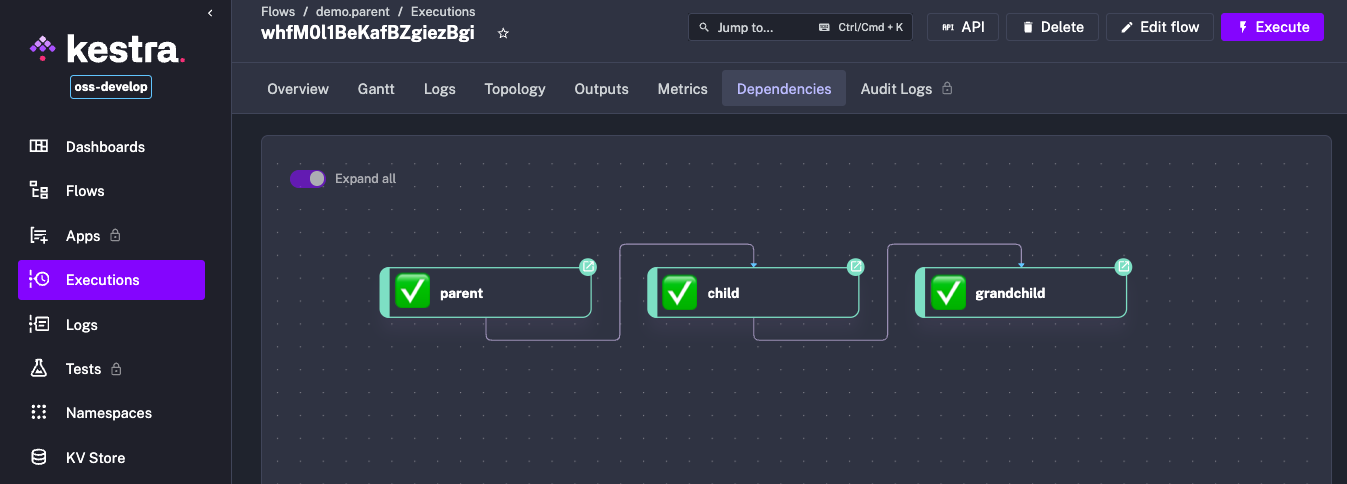 Flows / demo.parent / Executions
whfM0l1BeKafBZgiezBgi
Jump to... Ctrl/Cmd + K
API
Delete
Edit flow
Execute
kestra.
oss-develop
Overview Gantt Logs Topology Outputs Metrics Dependencies Audit Logs
Dashboards
Flows
Apps
Executions
Logs
Tests
Namespaces
KV Store
Expand all
parent
child
grandchild